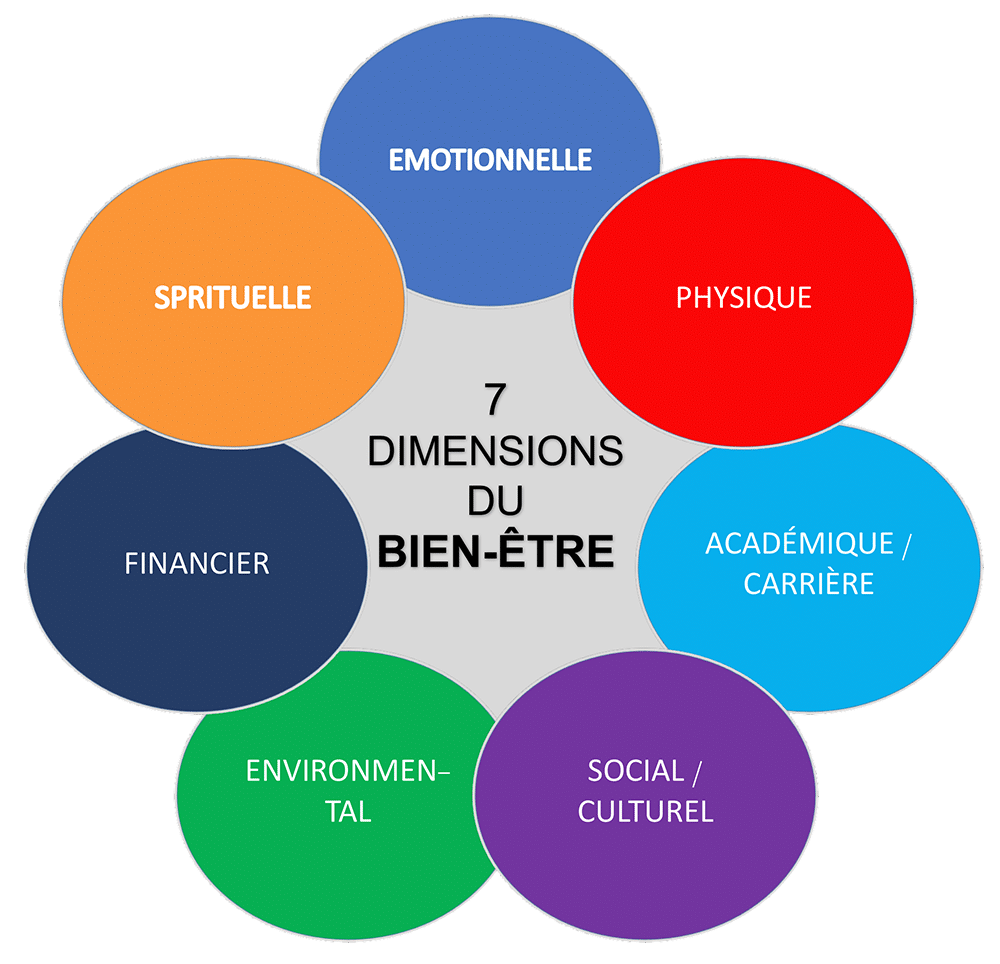 EMOTIONNELLE
SPRITUELLE
PHYSIQUE
7
DIMENSIONS
DU
BIEN-ÊTRE
FINANCIER
ACADÉMIQUE /
CARRIÈRE
ENVIRONMEN-
TAL
SOCIAL /
CULTUREL